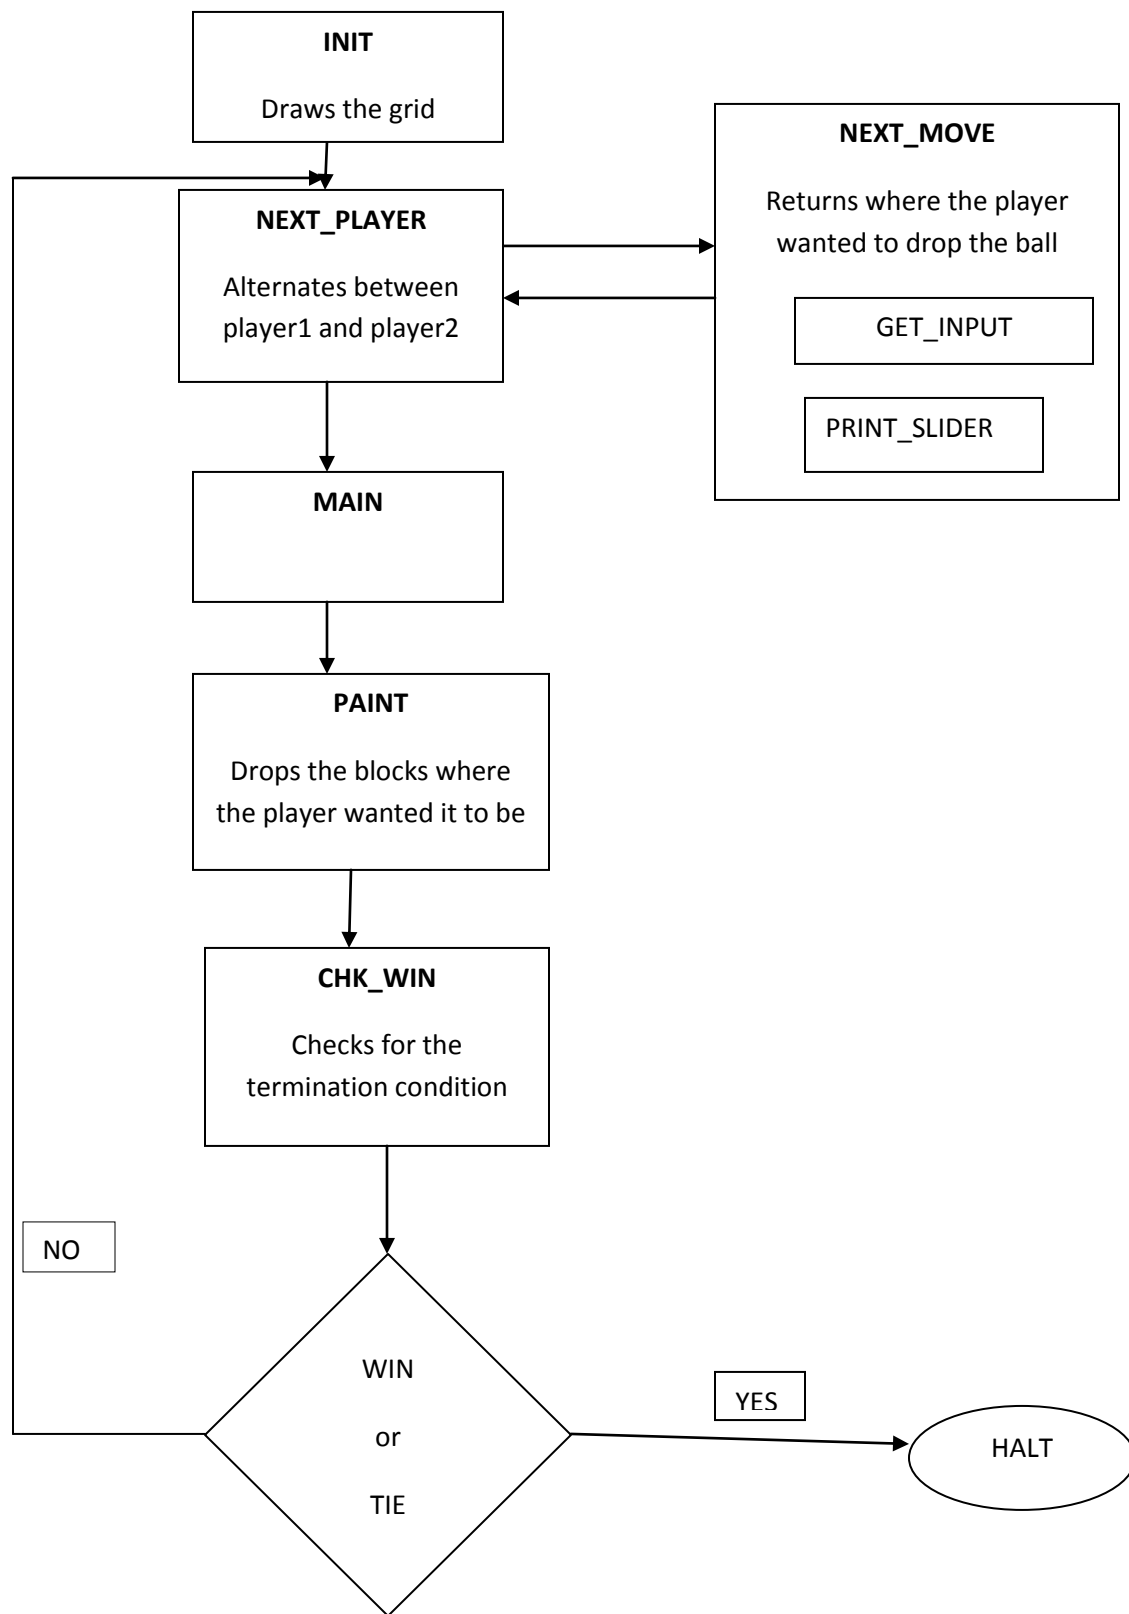 INIT
Draws the grid
NEXT_PLAYER
Alternates between
player1 and player2
NEXT_MOVE
Returns where the player
wanted to drop the ball
GET_INPUT
PRINT_SLIDER
MAIN
PAINT
Drops the blocks where
the player wanted it to be
CHK_WIN
Checks for the
termination condition
NO
WIN
or
TIE
YES
HALT